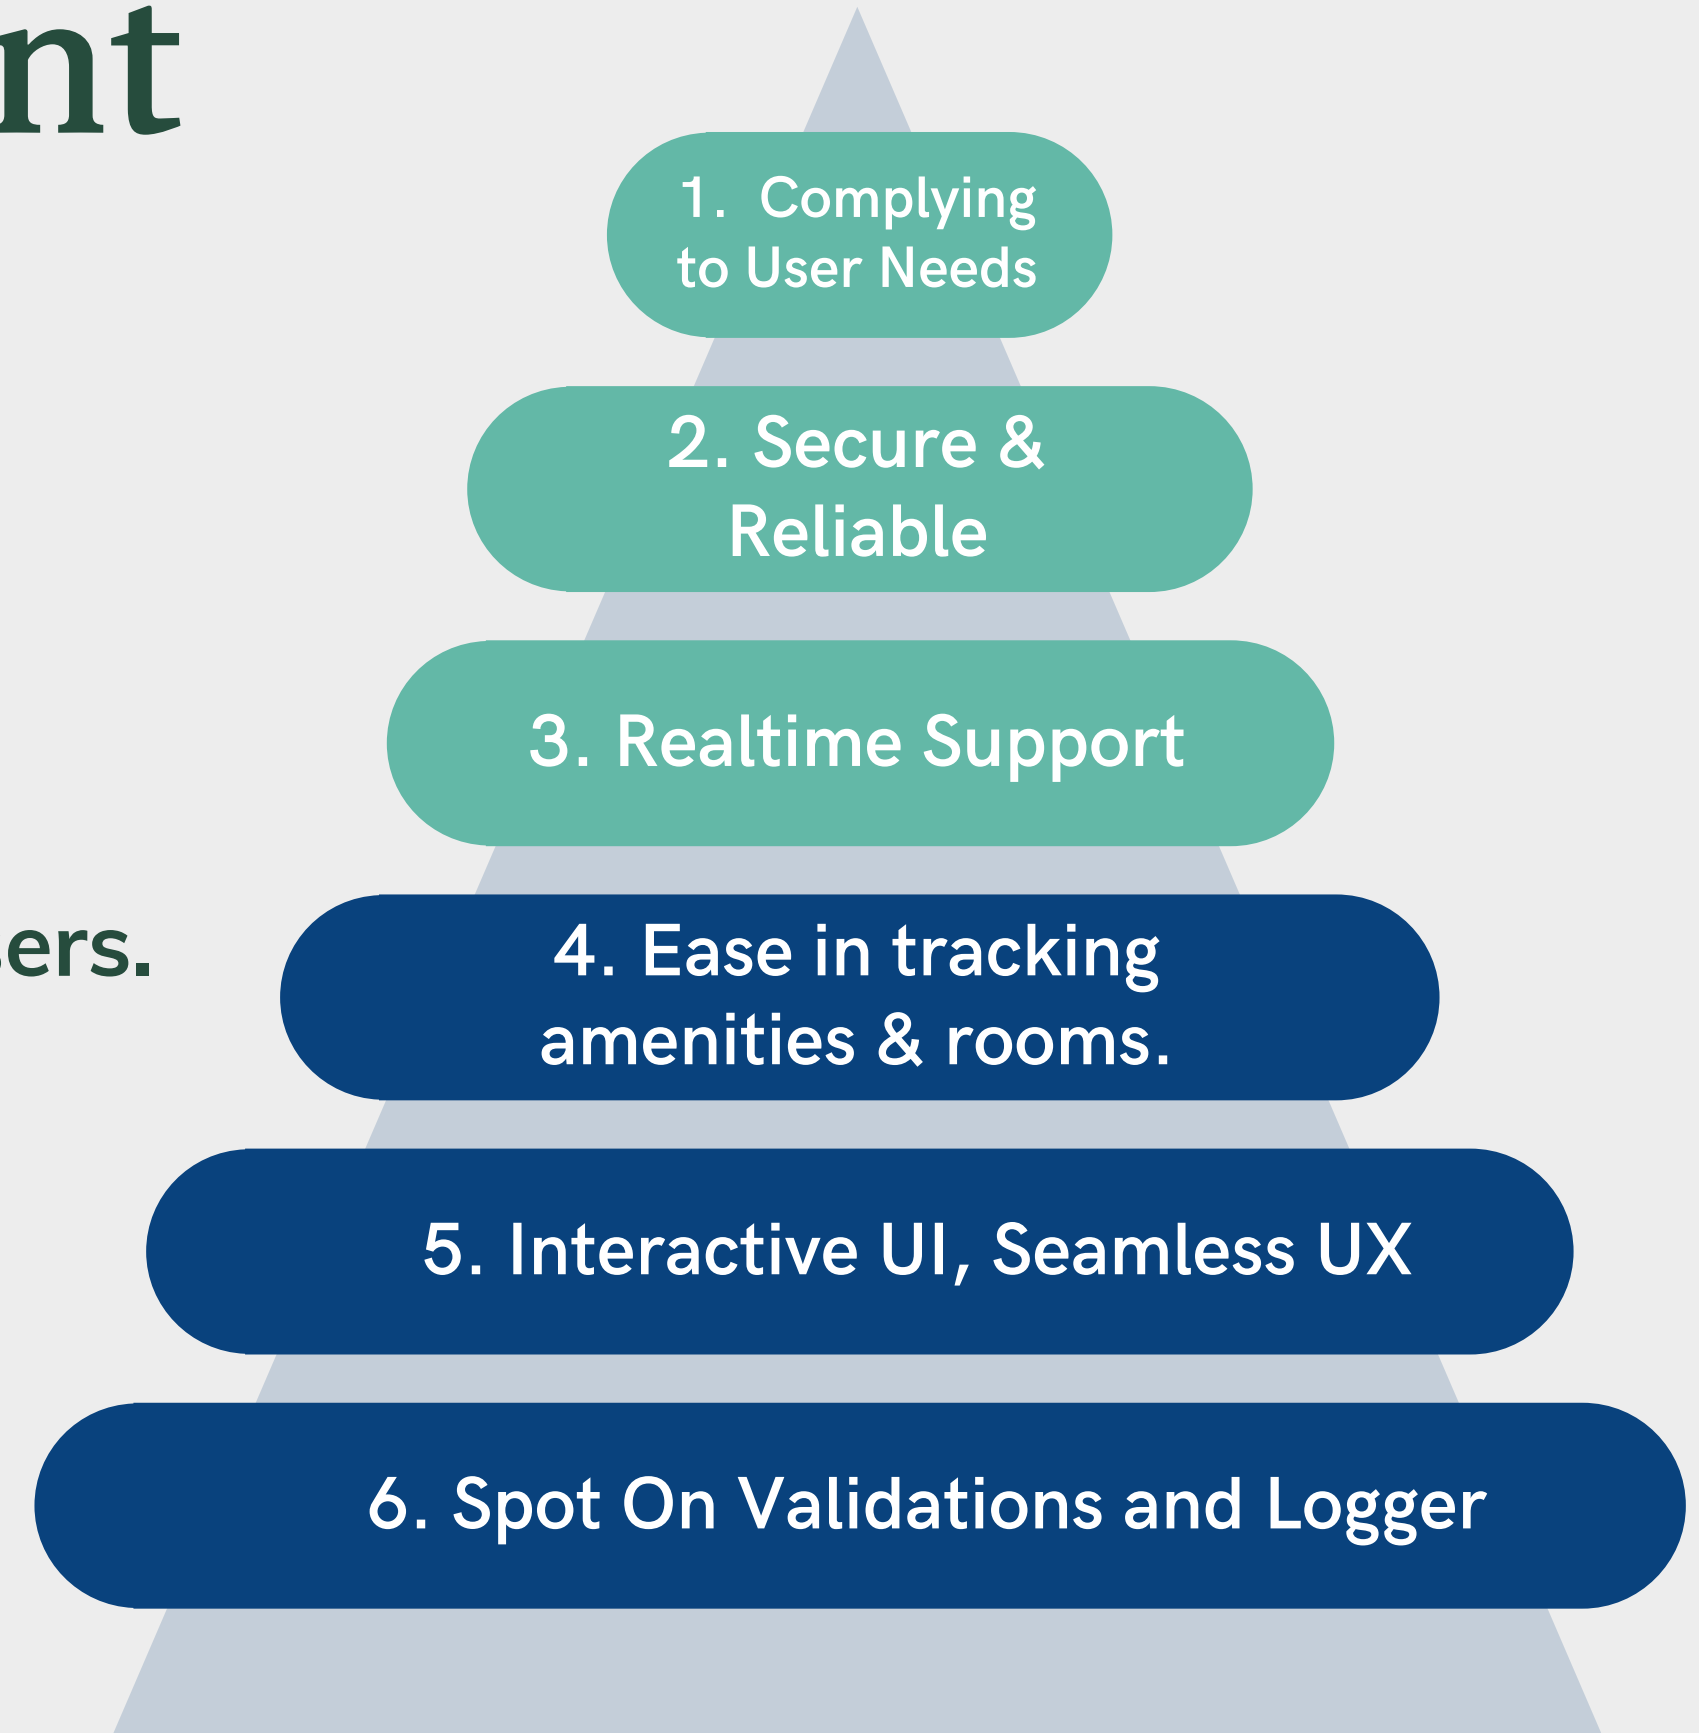 nt
1. Complying
to User Needs
2. Secure &
Reliable
3. Realtime Support
ers.
4. Ease in tracking
amenities & rooms.
5. Interactive UI, Seamless UX
6. Spot On Validations and Logger